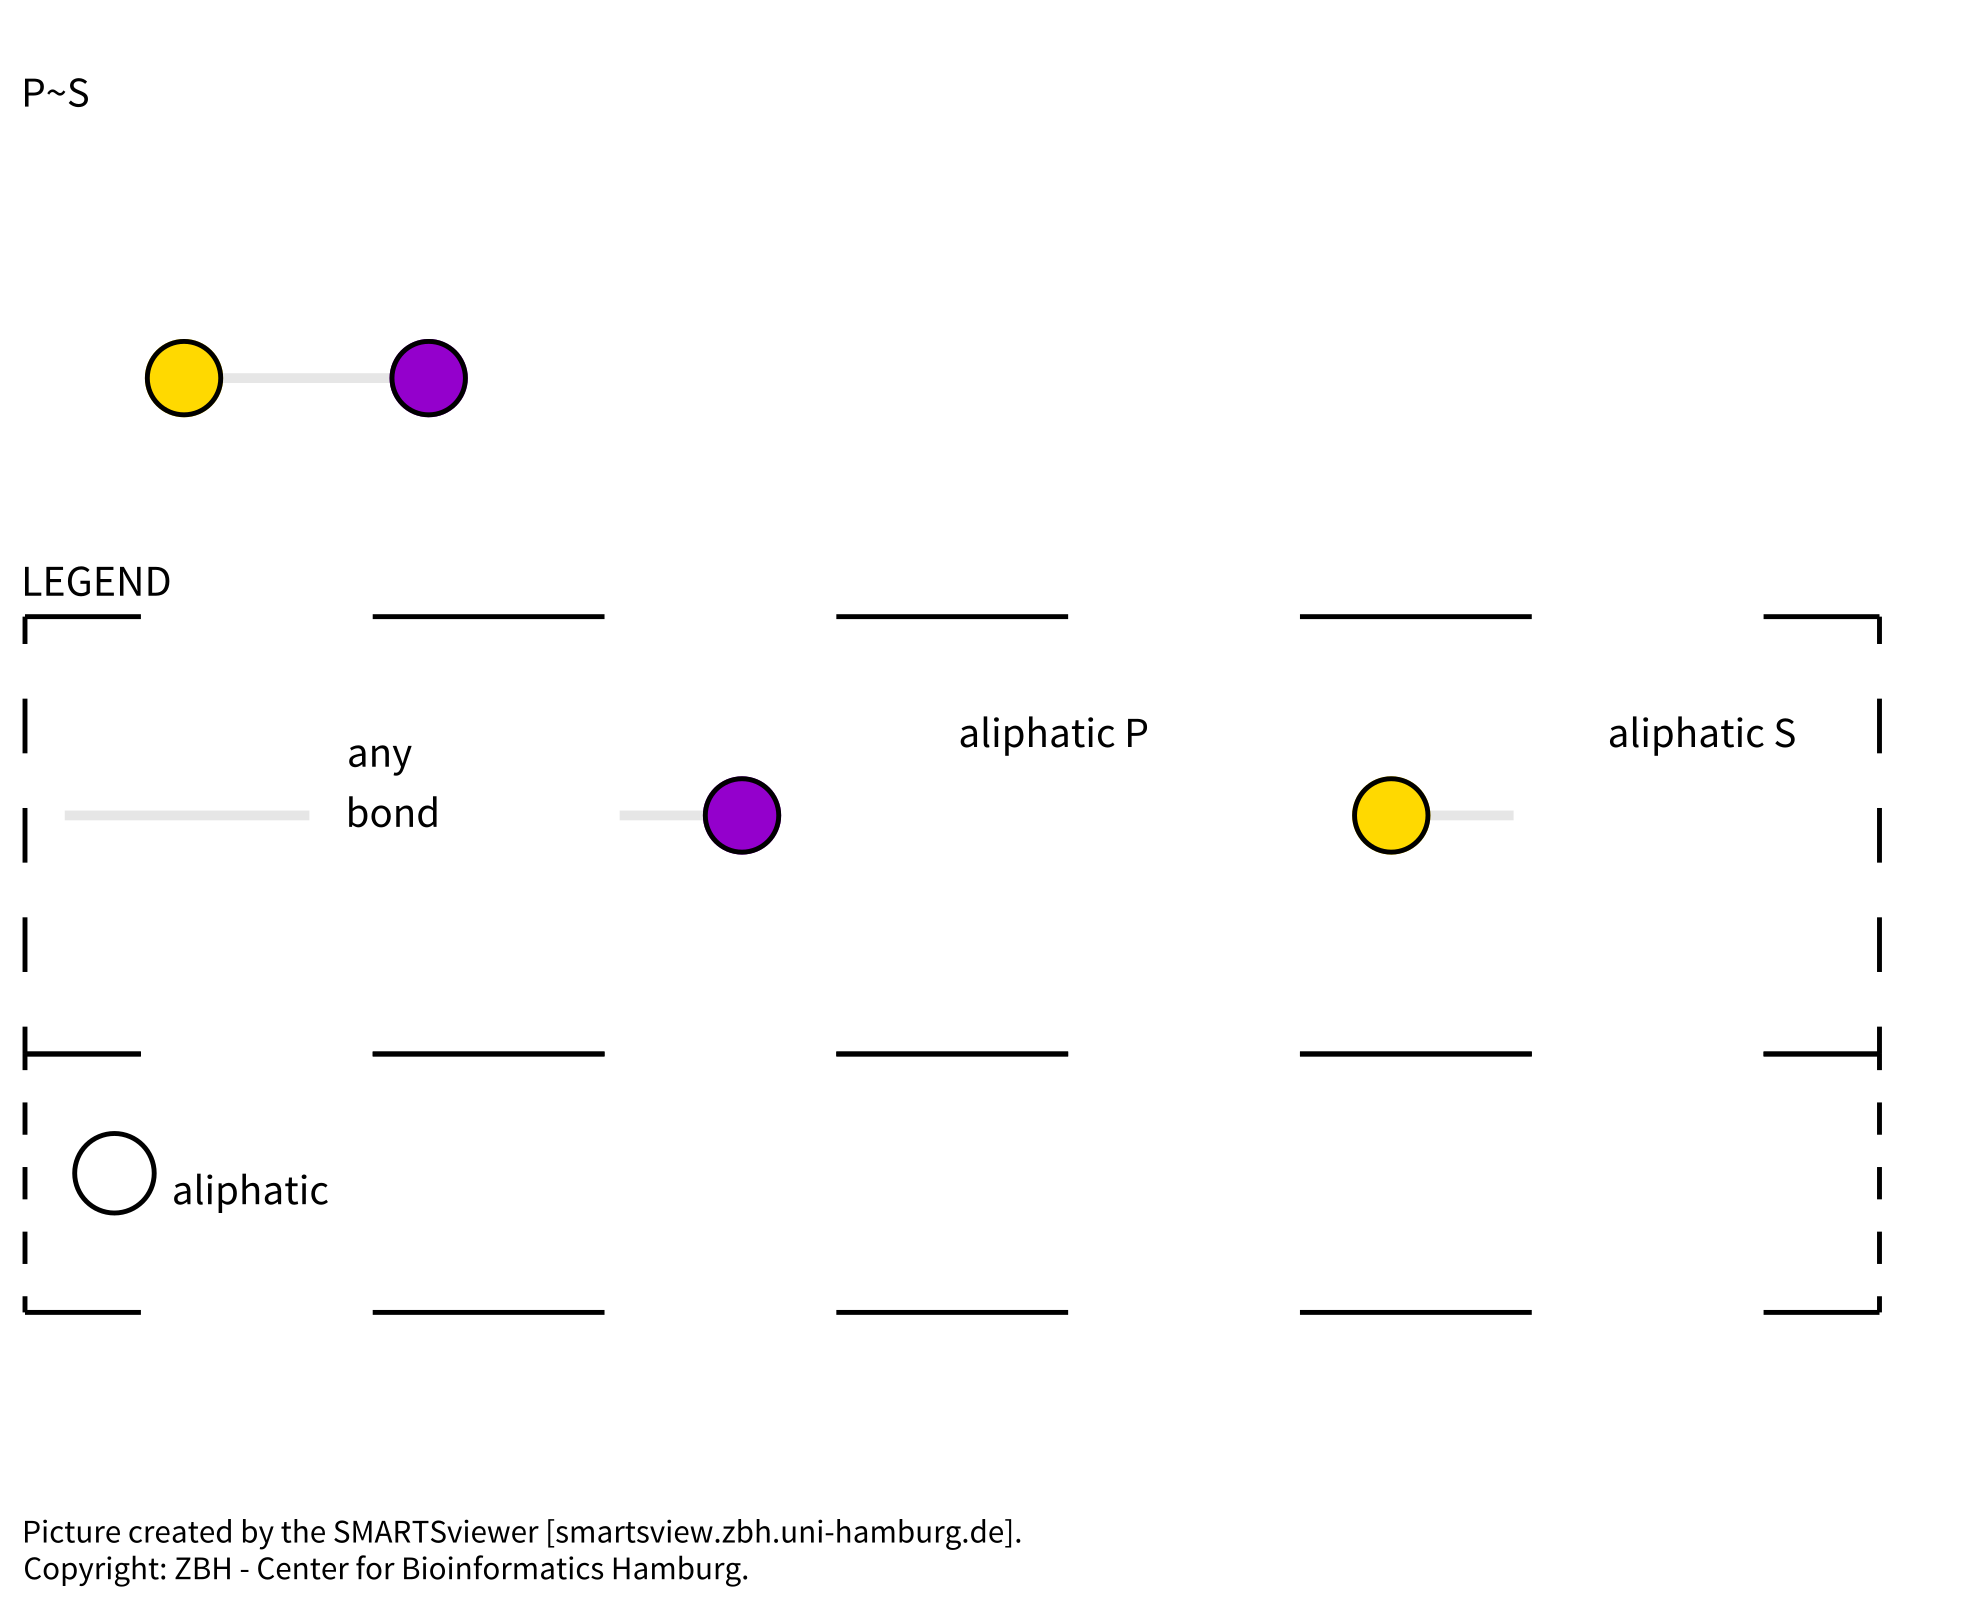 P~S
LEGEND
any
bond
aliphatic P
aliphatic S
aliphatic
Picture created by the SMARTSviewer [smartsview.zbh.uni-hamburg.de].
Copyright: ZBH - Center for Bioinformatics Hamburg.